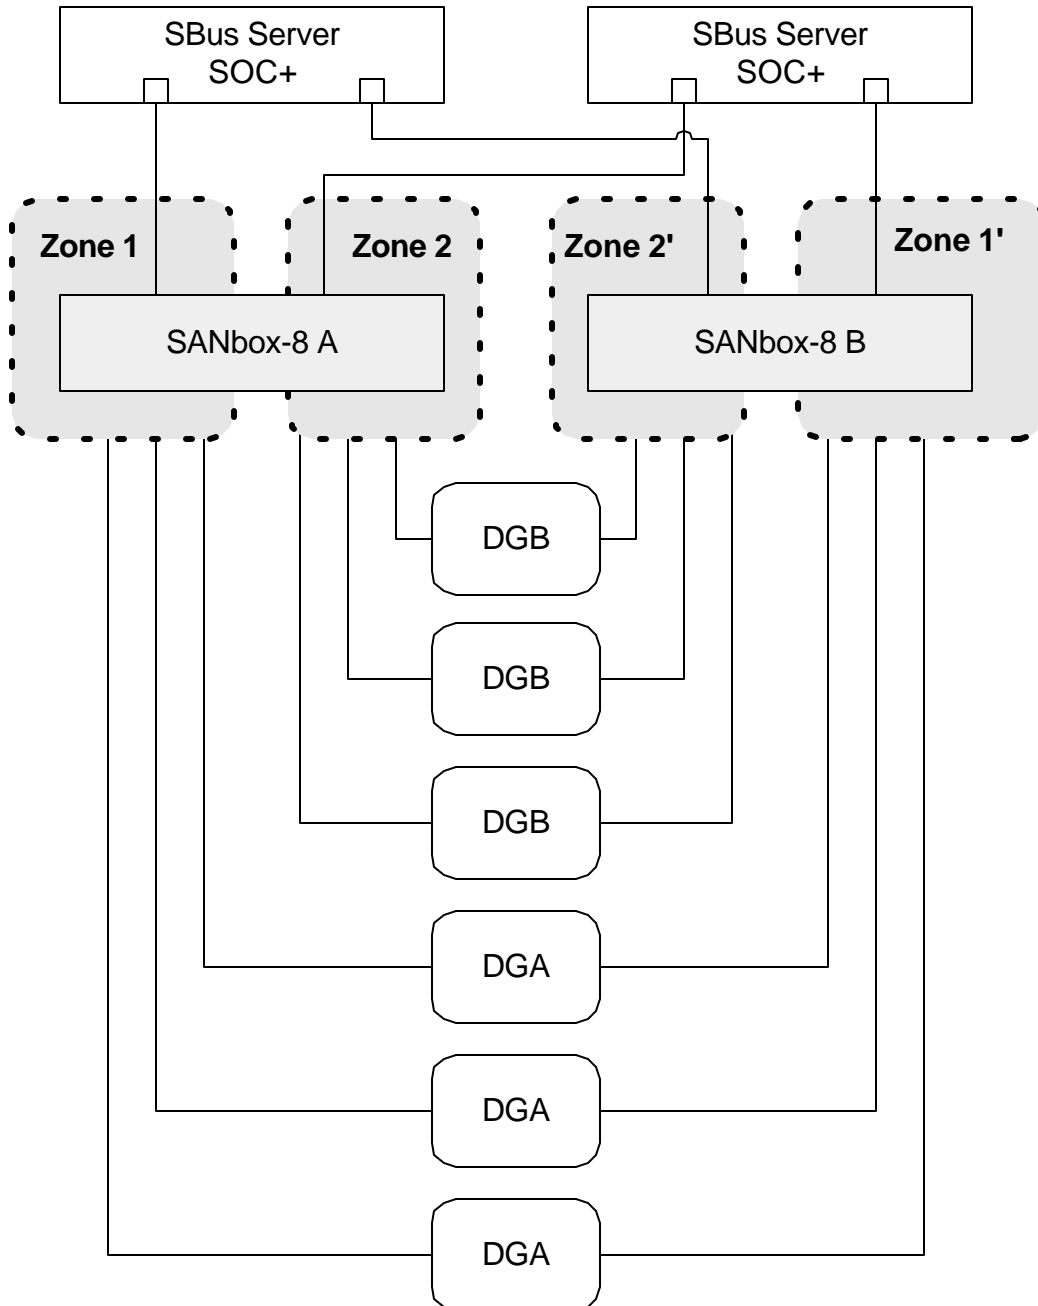 SBus Server
SOC+
SBus Server
SOC+
Zone 1
Zone 2
Zone 2'
Zone 1'
SANbox-8 A
SANbox-8 B
DGB
DGB
DGB
DGA
DGA
DGA